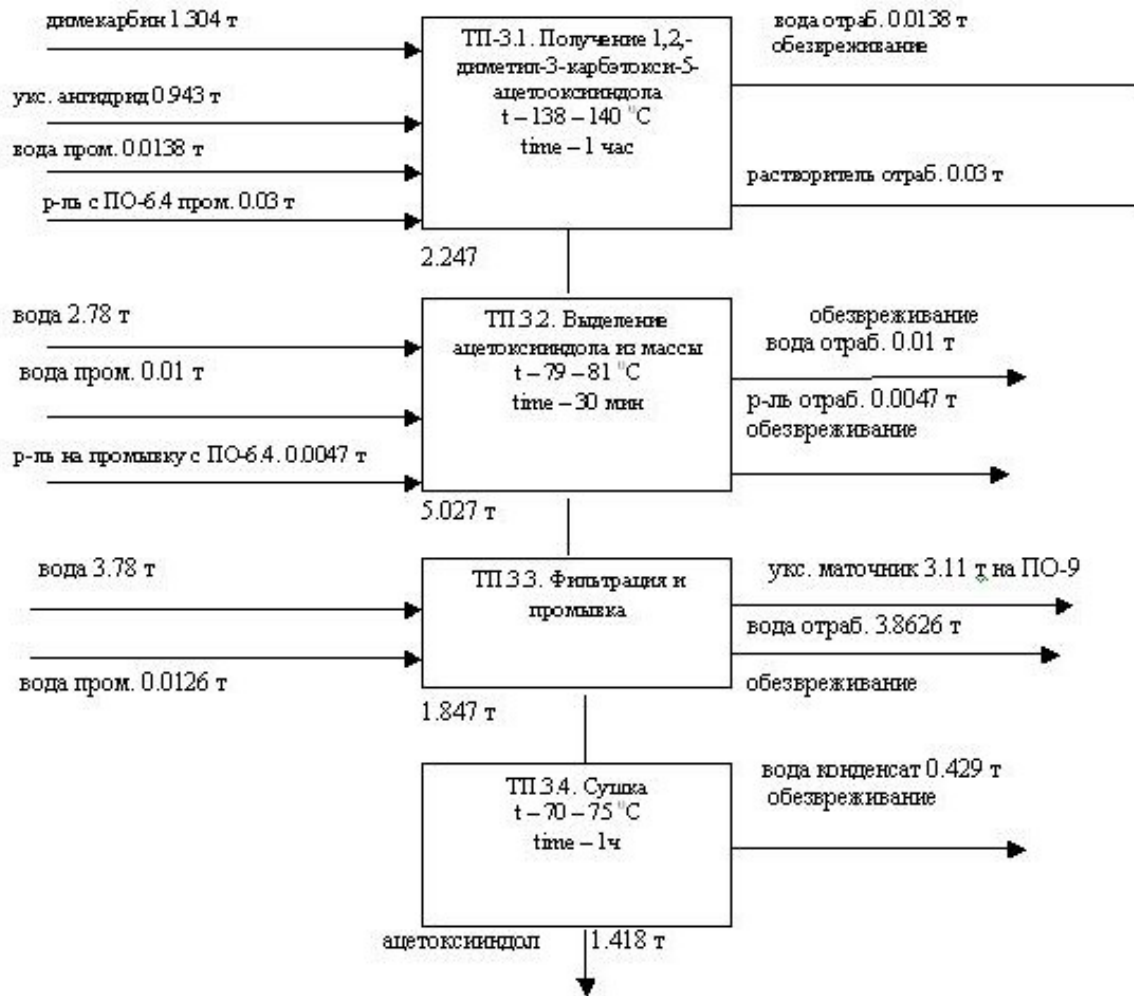 димекарбин 1.304 т
укс. ангидрид 0.943 т
вода пром. 0.0138 т
р-ль с ПО-6.4 пром. 0.03 т
ТП-3.1. Получение 1,2,-
диметил-3-карбэтокси-5-
ацетооксииндола
t – 138 – 140 °C
time – 1 час
вода отраб. 0.0138 т
обезвреживание
растворитель отраб. 0.03 т
2.247
вода 2.78 т
вода пром. 0.01 т
р-ль на промывку с ПО-6.4. 0.0047 т
ТП.3.2. Выделение
ацетоксииндола из массы
t – 79 – 81 °C
time – 30 мин
обезвреживание
вода отраб. 0.01 т
р-ль отраб. 0.0047 т
обезвреживание
5.027 т
вода 3.78 т
вода пром. 0.0126 т
ТП.3.3. Фильтрация и
промывка
укс. маточник 3.11 т на ПО-9
вода отраб. 3.8626 т
обезвреживание
1.847 т
ТП.3.4. Сушка
t – 70 – 75 °C
time – 1ч
вода конденсат 0.429 т
обезвреживание
ацетоксииндол 1.418 т